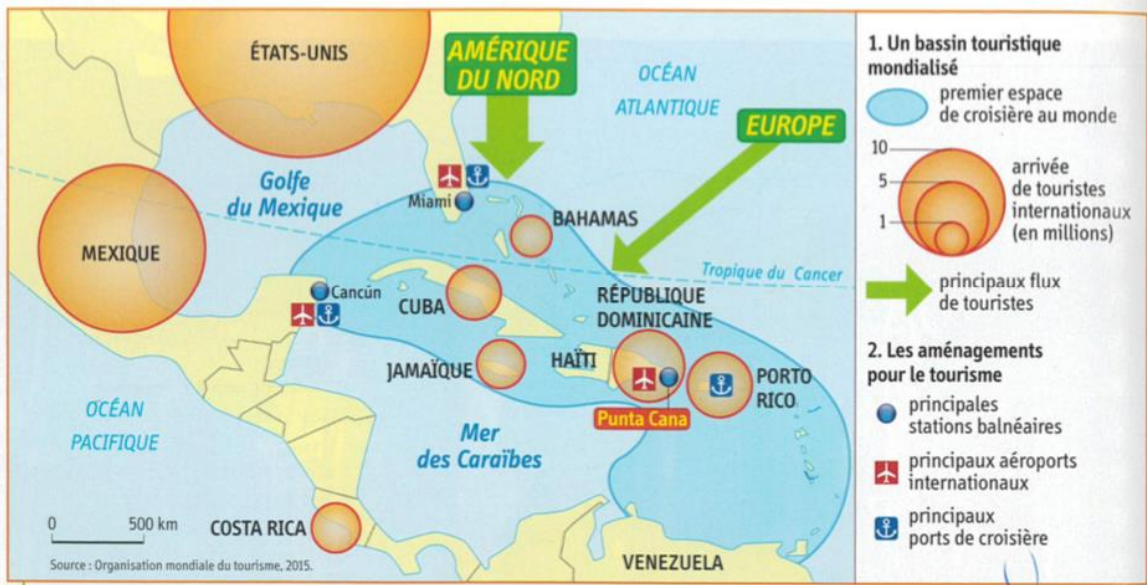 ÉTATS-UNIS
AMÉRIQUE
DU NORD
OCÉAN
ATLANTIQUE
EUROPE
Golfe
du Mexique
Miami
BAHAMAS
MEXIQUE
Tropique du Cancer
Cancún
CUBA
RÉPUBLIQUE
DOMINICAINE
JAMAÏQUE
HAÏTI
PORTO
RICO
Punta Cana
OCÉAN
PACIFIQUE
Mer
des Caraïbes
0 500 km
COSTA RICA
VENEZUELA
Source : Organisation mondiale du tourisme, 2015.
1. Un bassin touristique
mondialisé
premier espace
de croisière au monde
10
5
1
arrivée
de touristes
internationaux
(en millions)
principaux flux
de touristes
2. Les aménagements
pour le tourisme
principales
stations balnéaires
principaux aéroports
internationaux
principaux
ports de croisière